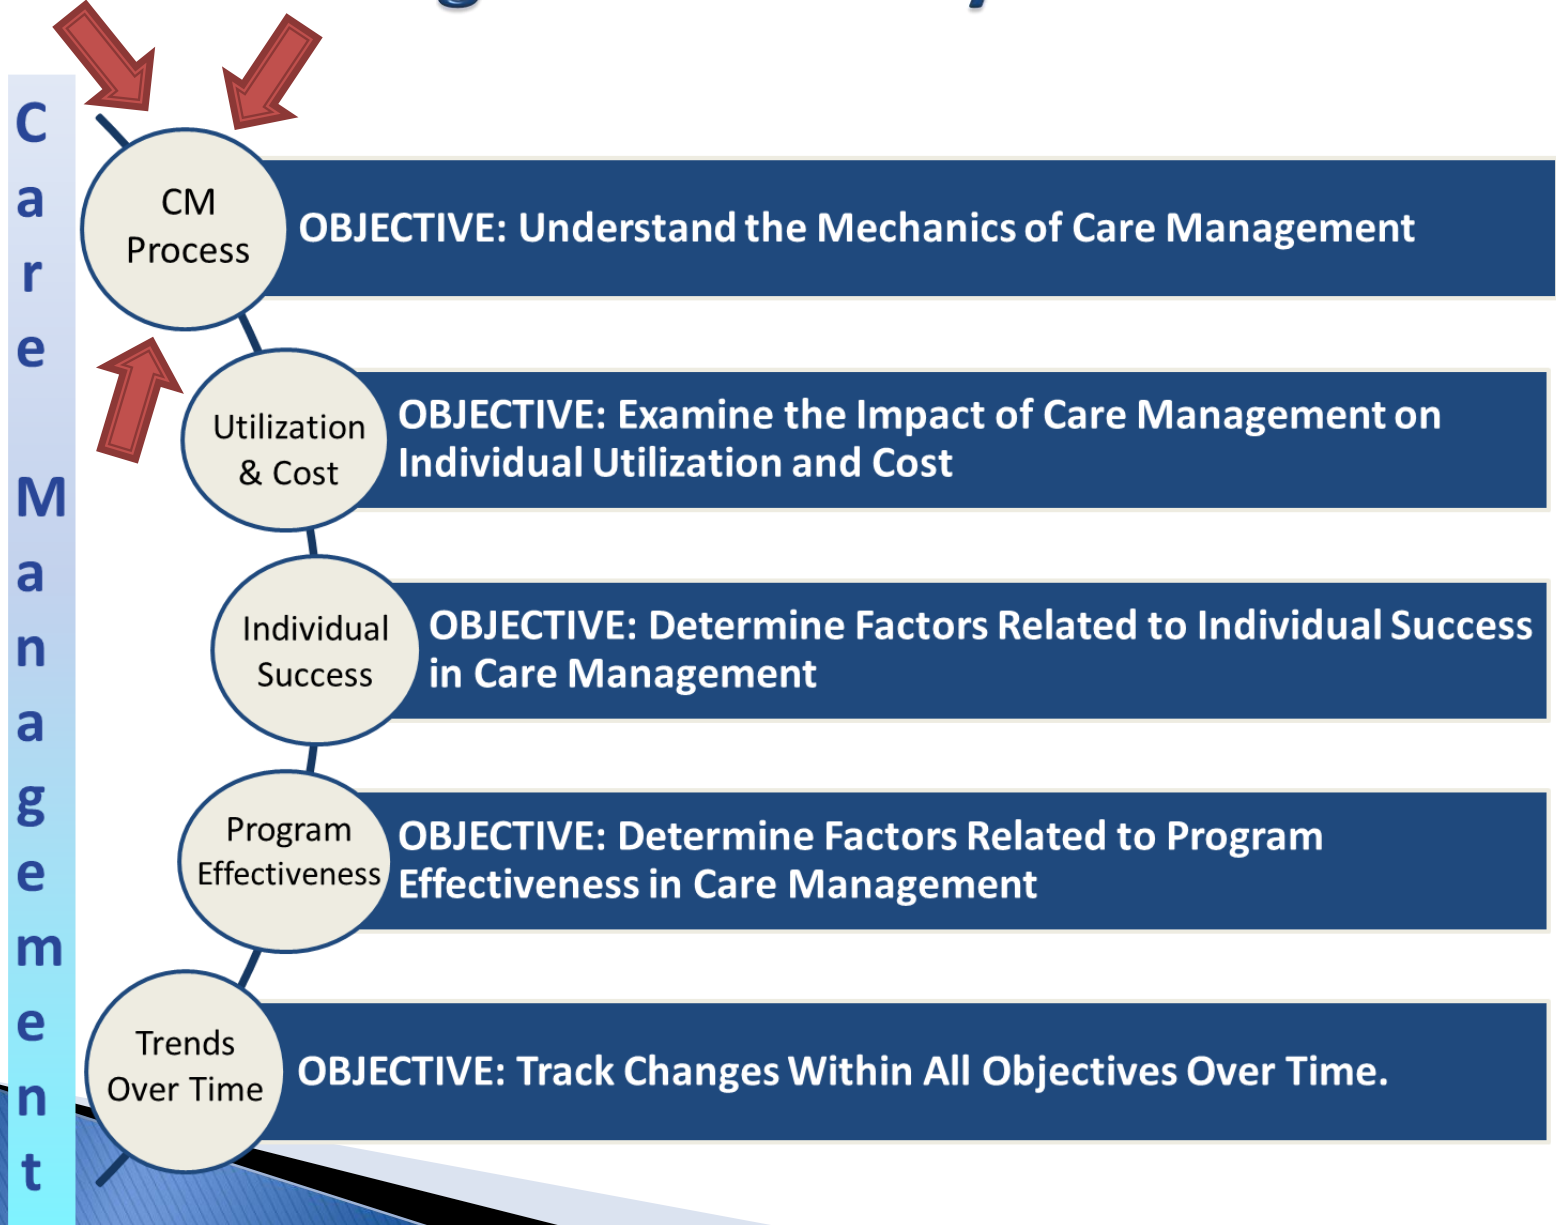 Care Management
CM
Process
OBJECTIVE: Understand the Mechanics of Care Management
Utilization
& Cost
OBJECTIVE: Examine the Impact of Care Management on
Individual Utilization and Cost
Individual
Success
OBJECTIVE: Determine Factors Related to Individual Success
in Care Management
Program
Effectiveness
OBJECTIVE: Determine Factors Related to Program
Effectiveness in Care Management
Trends
Over Time
OBJECTIVE: Track Changes Within All Objectives Over Time.